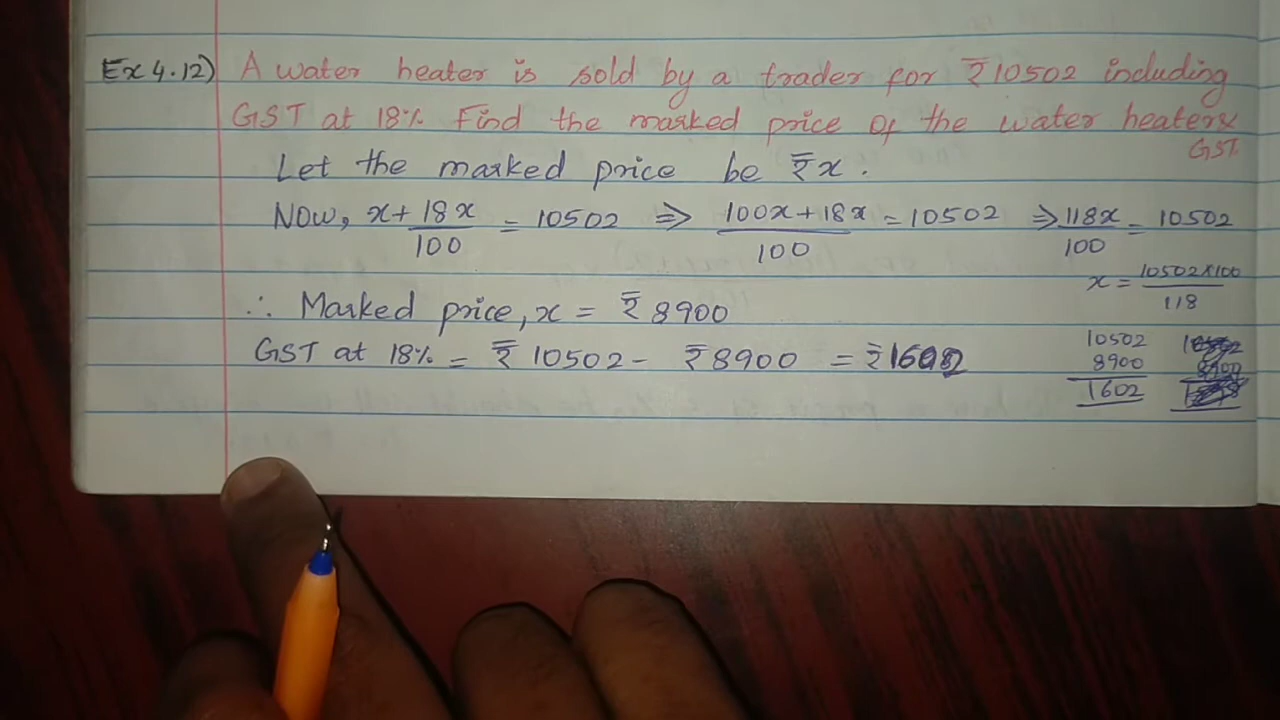 Ex 4.12) A water heater is sold by a trader for ₹10502 including
GST at 18% Find the marked price of the water heater &
GST.
Let the marked price be ₹x.
Now, x + 18x/100 = 10502 ⇒ 100x + 18x/100 = 10502 ⇒ 118x/100 = 10502
x = 10502×100/118
∴ Marked price, x = ₹8900
GST at 18% = ₹10502 - ₹8900 = ₹1602
10502
8900
1602